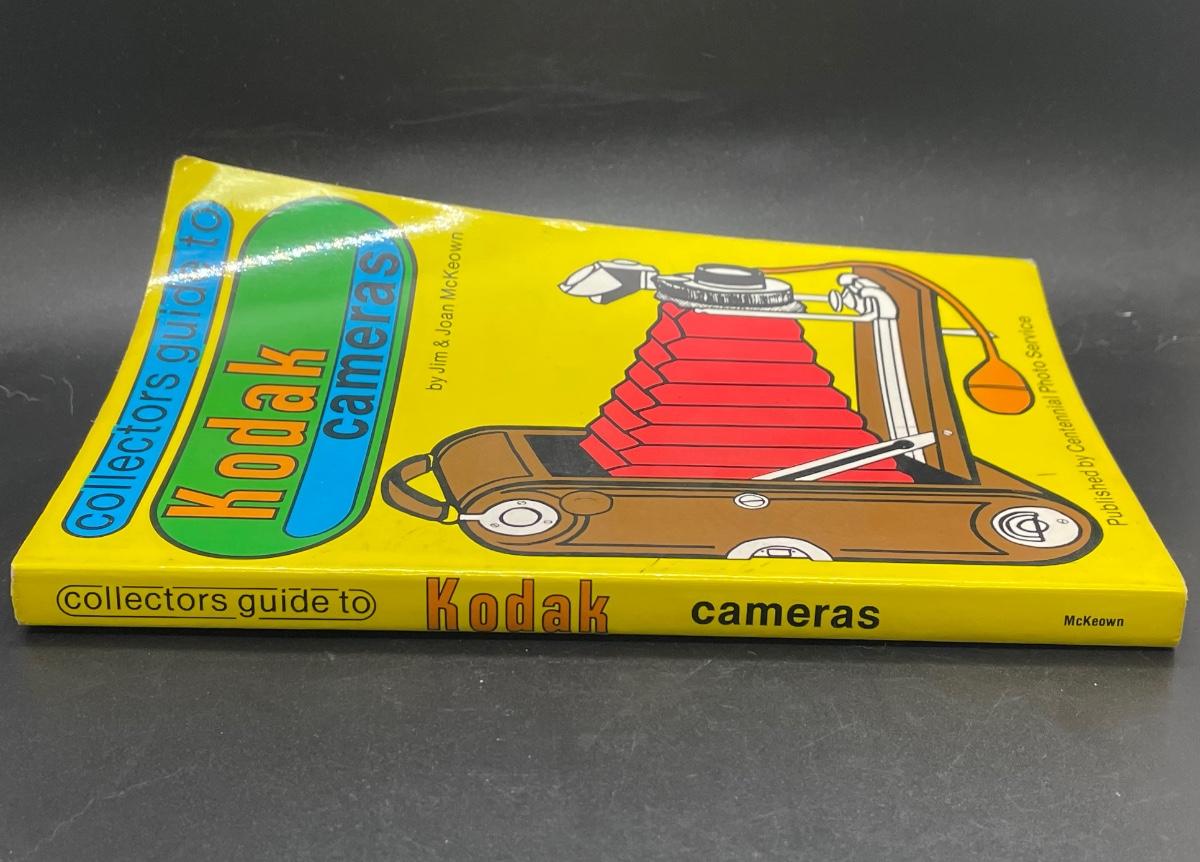 collectors guide to
Kodak
cameras
by Jim & Joan McKeown
Published by Centennial Photo Service
collectors guide to Kodak cameras McKeown